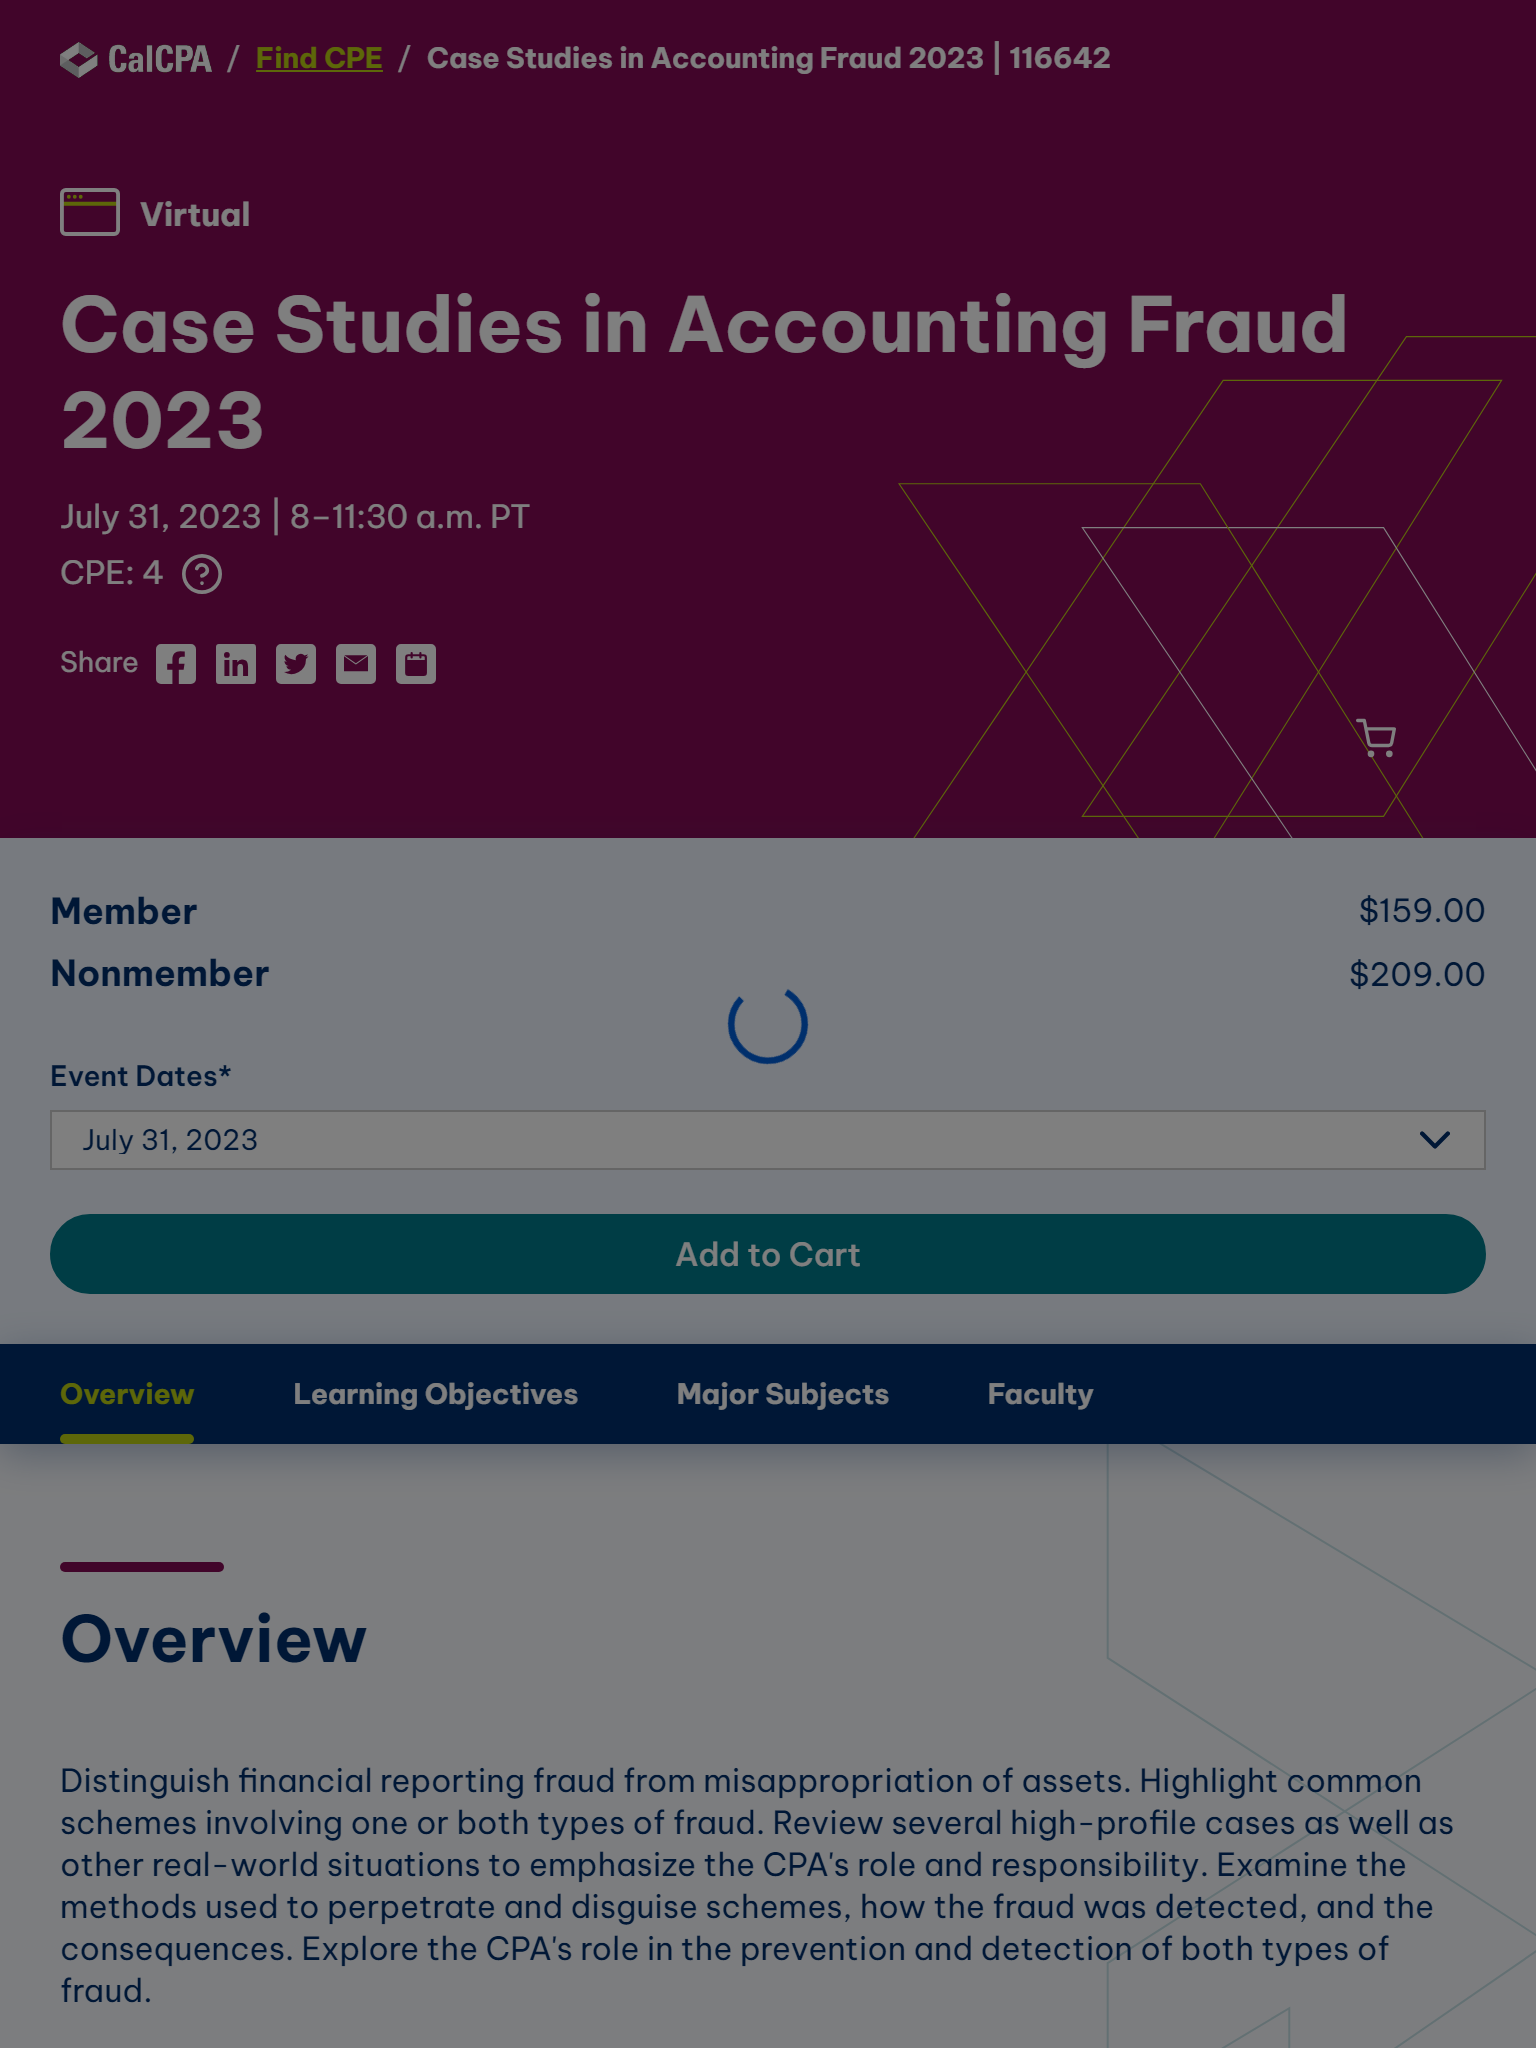 CalCPA / Find CPE / Case Studies in Accounting Fraud 2023 | 116642
Virtual
Case Studies in Accounting Fraud
2023
July 31, 2023 | 8–11:30 a.m. PT
CPE: 4 ?
Share
Member $159.00
Nonmember $209.00
Event Dates*
July 31, 2023
Add to Cart
Overview Learning Objectives Major Subjects Faculty
Overview
Distinguish financial reporting fraud from misappropriation of assets. Highlight common
schemes involving one or both types of fraud. Review several high-profile cases as well as
other real-world situations to emphasize the CPA's role and responsibility. Examine the
methods used to perpetrate and disguise schemes, how the fraud was detected, and the
consequences. Explore the CPA's role in the prevention and detection of both types of
fraud.